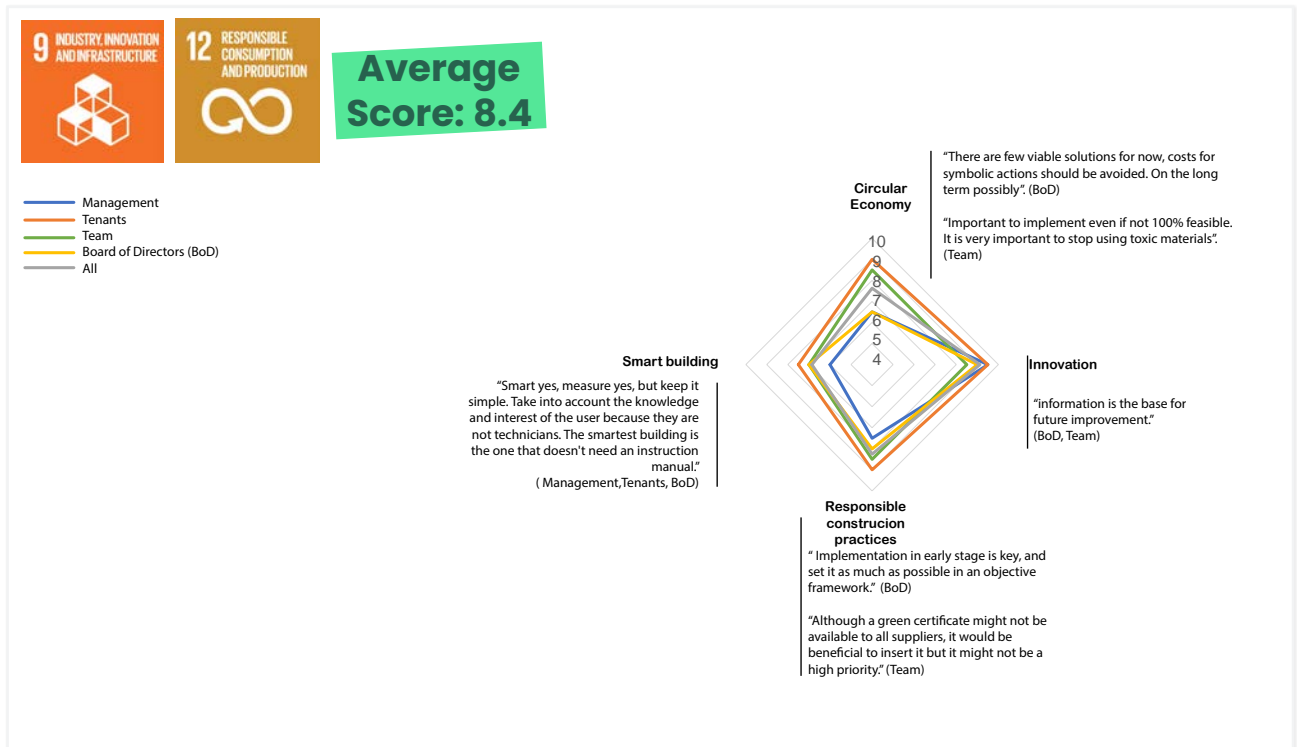 9 INDUSTRY, INNOVATION
AND INFRASTRUCTURE
12 RESPONSIBLE
CONSUMPTION
AND PRODUCTION
Average
Score: 8.4
Management
Tenants
Team
Board of Directors (BoD)
All
Circular
Economy
“There are few viable solutions for now, costs for
symbolic actions should be avoided. On the long
term possibly”. (BoD)
“Important to implement even if not 100% feasible.
It is very important to stop using toxic materials”.
(Team)
10
9
8
7
6
5
4
Smart building
“Smart yes, measure yes, but keep it
simple. Take into account the knowledge
and interest of the user because they are
not technicians. The smartest building is
the one that doesn't need an instruction
manual.”
( Management,Tenants, BoD)
Innovation
“information is the base for
future improvement.”
(BoD, Team)
Responsible
construcion
practices
“ Implementation in early stage is key, and
set it as much as possible in an objective
framework.” (BoD)
“Although a green certificate might not be
available to all suppliers, it would be
beneficial to insert it but it might not be a
high priority.” (Team)